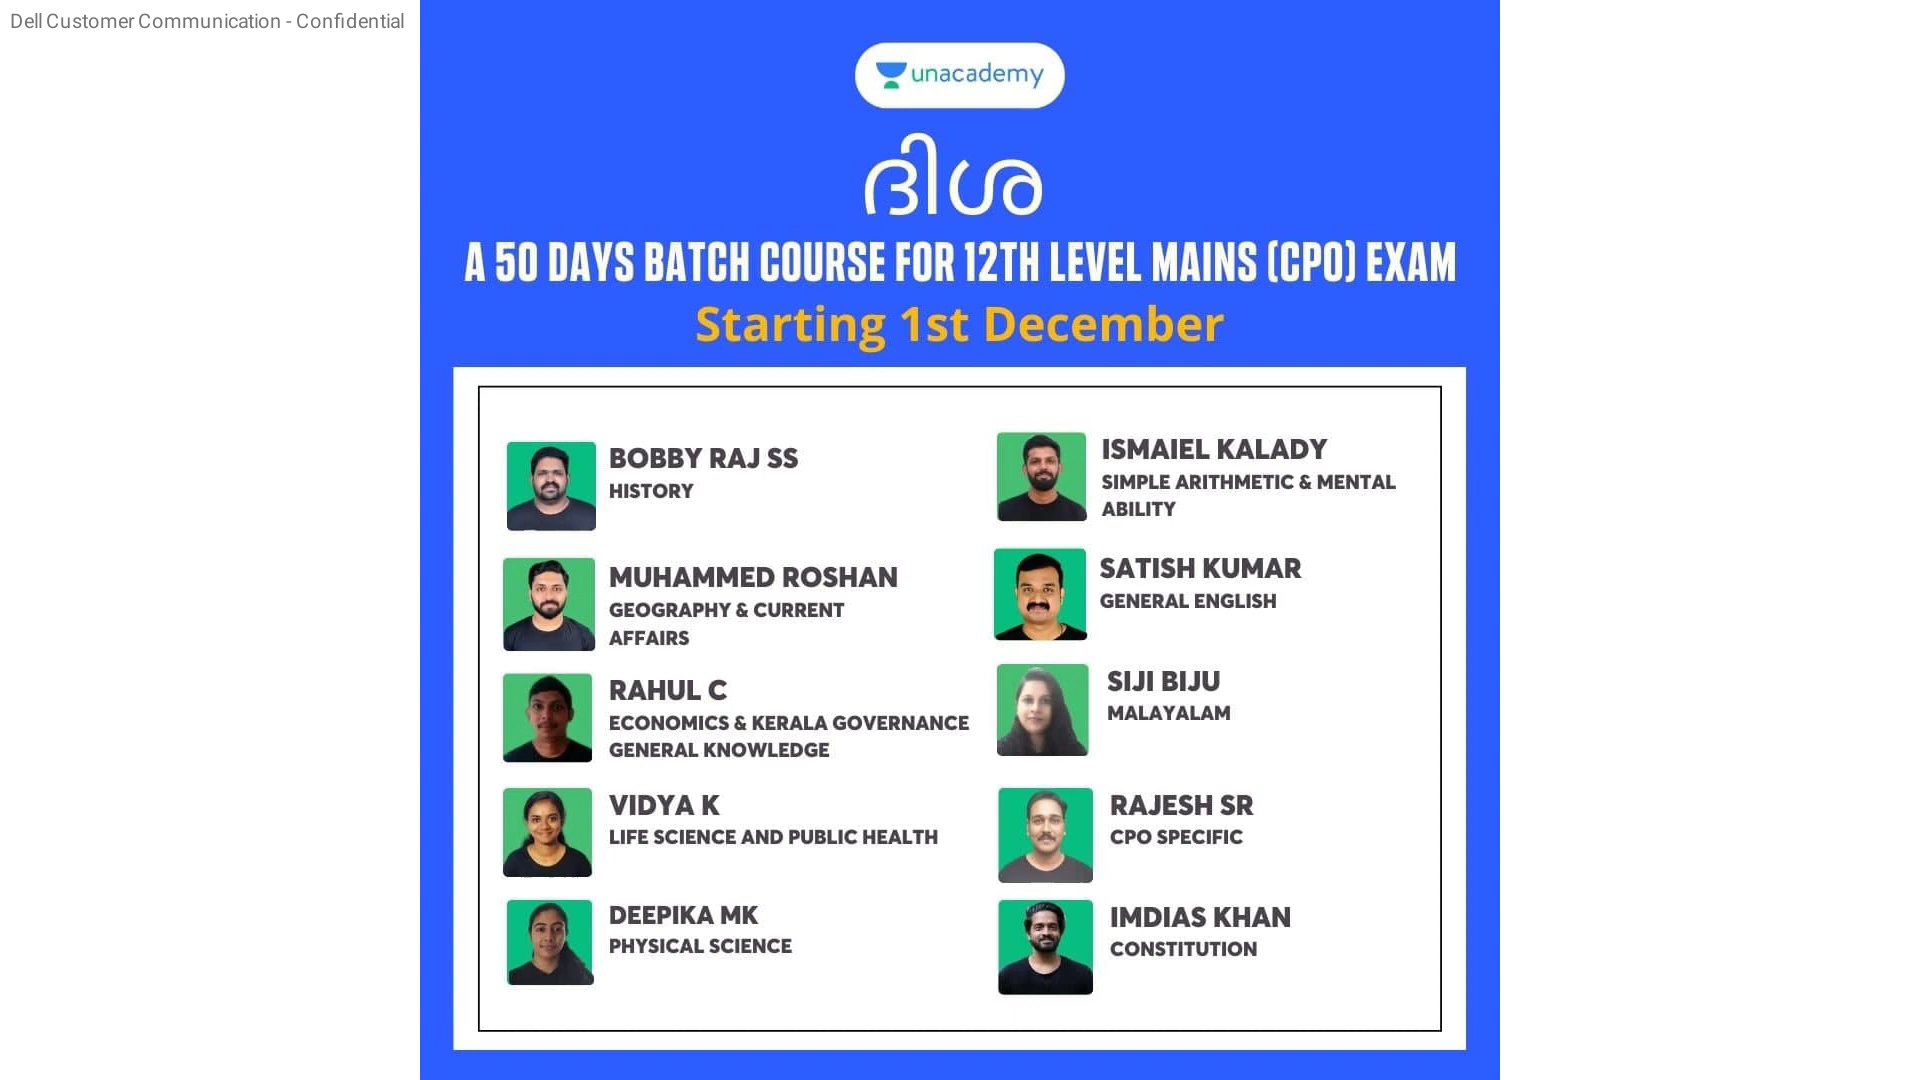 Dell Customer Communication - Confidential
unacademy
ദിശ
A 50 DAYS BATCH COURSE FOR 12TH LEVEL MAINS (CPO) EXAM
Starting 1st December
BOBBY RAJ SS
HISTORY
MUHAMMED ROSHAN
GEOGRAPHY & CURRENT
AFFAIRS
RAHUL C
ECONOMICS & KERALA GOVERNANCE
GENERAL KNOWLEDGE
VIDYA K
LIFE SCIENCE AND PUBLIC HEALTH
DEEPIKA MK
PHYSICAL SCIENCE
ISMAIEL KALADY
SIMPLE ARITHMETIC & MENTAL
ABILITY
SATISH KUMAR
GENERAL ENGLISH
SIJI BIJU
MALAYALAM
RAJESH SR
CPO SPECIFIC
IMDIAS KHAN
CONSTITUTION